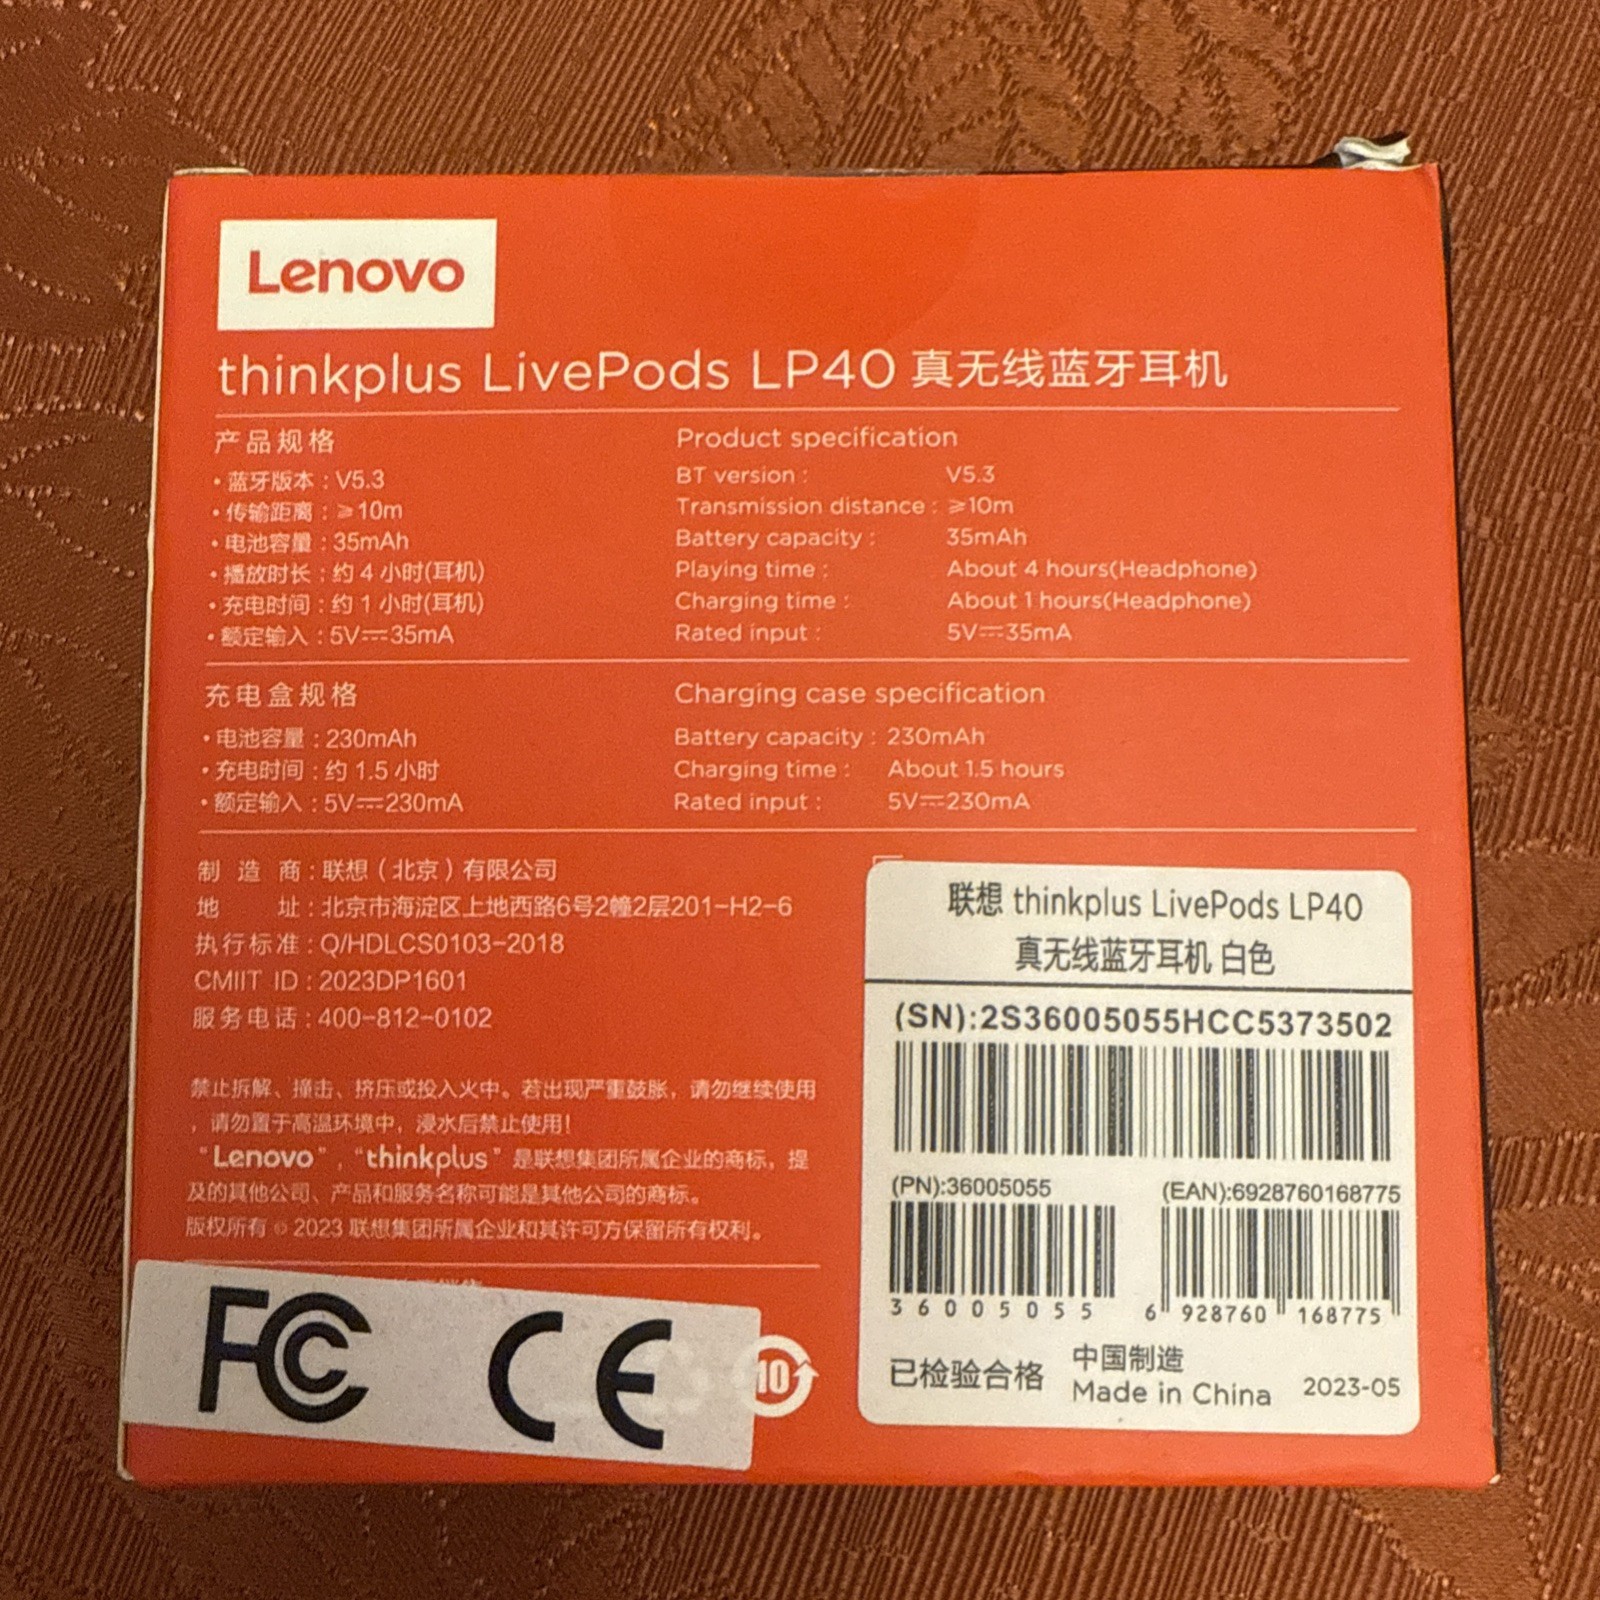 Lenovo
thinkplus LivePods LP40 真无线蓝牙耳机
产品规格
• 蓝牙版本 : V5.3
• 传输距离 : ≥10m
• 电池容量 : 35mAh
• 播放时长 : 约 4 小时(耳机)
• 充电时间 : 约 1 小时(耳机)
• 额定输入 : 5V⎓35mA
Product specification
BT version : V5.3
Transmission distance : ≥10m
Battery capacity : 35mAh
Playing time : About 4 hours(Headphone)
Charging time : About 1 hours(Headphone)
Rated input : 5V⎓35mA
充电盒规格
• 电池容量 : 230mAh
• 充电时间 : 约 1.5 小时
• 额定输入 : 5V⎓230mA
Charging case specification
Battery capacity : 230mAh
Charging time : About 1.5 hours
Rated input : 5V⎓230mA
制 造 商 : 联想（北京）有限公司
地 址 : 北京市海淀区上地西路6号2幢2层201-H2-6
执行标准 : Q/HDLCS0103-2018
CMIIT ID : 2023DP1601
服务电话 : 400-812-0102
禁止拆解、撞击、挤压或投入火中。若出现严重鼓胀，请勿继续使用
，请勿置于高温环境中，浸水后禁止使用！
“Lenovo”，“thinkplus”是联想集团所属企业的商标，提
及的其他公司、产品和服务名称可能是其他公司的商标。
版权所有 © 2023 联想集团所属企业和其许可方保留所有权利。
FC CE
10
联想 thinkplus LivePods LP40
真无线蓝牙耳机 白色
(SN):2S36005055HCC5373502
(PN):36005055
36005055
(EAN):6928760168775
6 928760 168775
已检验合格
中国制造
Made in China
2023-05